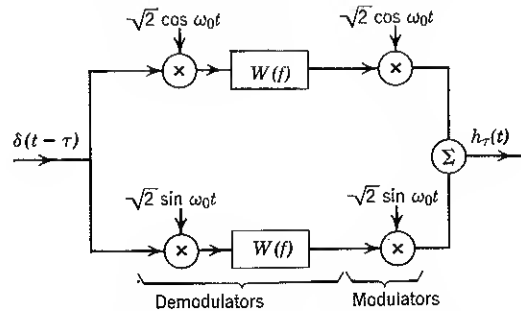 √2 cos ω₀t
√2 cos ω₀t
×
W(f)
×
δ(t − τ)
Σ
hτ(t)
√2 sin ω₀t
√2 sin ω₀t
×
W(f)
×
Demodulators
Modulators